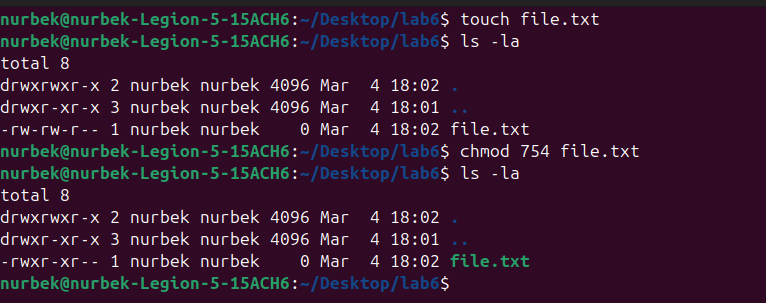 nurbek@nurbek-Legion-5-15ACH6:~/Desktop/lab6$ touch file.txt
nurbek@nurbek-Legion-5-15ACH6:~/Desktop/lab6$ ls -la
total 8
drwxrwxr-x 2 nurbek nurbek 4096 Mar  4 18:02 .
drwxr-xr-x 3 nurbek nurbek 4096 Mar  4 18:01 ..
-rw-rw-r-- 1 nurbek nurbek    0 Mar  4 18:02 file.txt
nurbek@nurbek-Legion-5-15ACH6:~/Desktop/lab6$ chmod 754 file.txt
nurbek@nurbek-Legion-5-15ACH6:~/Desktop/lab6$ ls -la
total 8
drwxrwxr-x 2 nurbek nurbek 4096 Mar  4 18:02 .
drwxr-xr-x 3 nurbek nurbek 4096 Mar  4 18:01 ..
-rwxr-xr-- 1 nurbek nurbek    0 Mar  4 18:02 file.txt
nurbek@nurbek-Legion-5-15ACH6:~/Desktop/lab6$